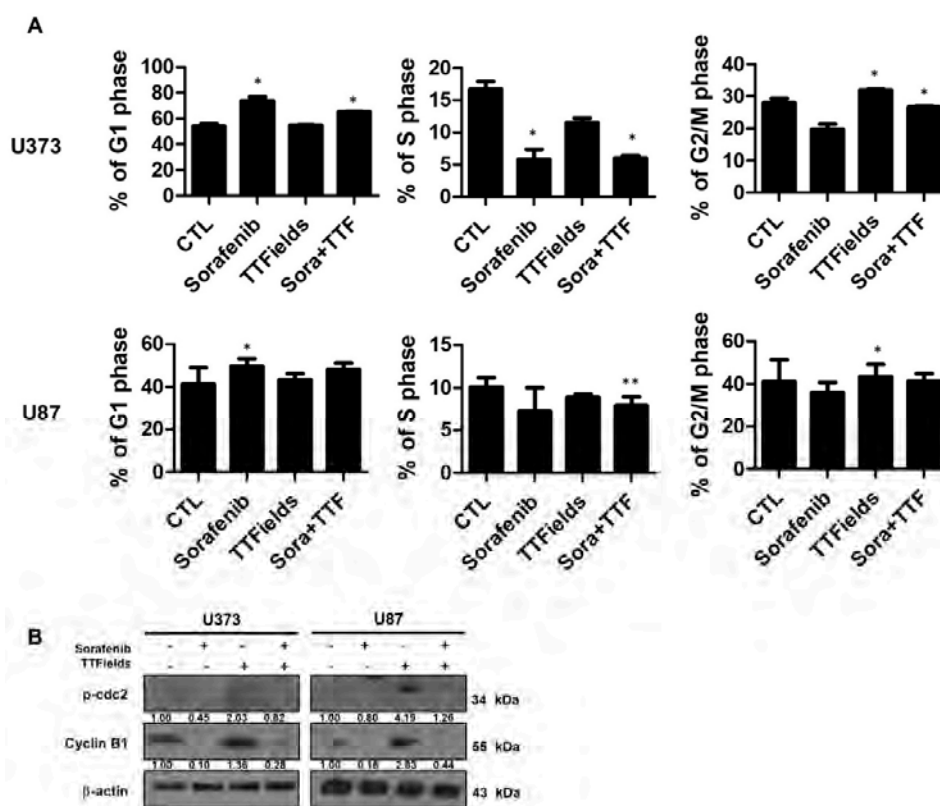 A
U373
% of G1 phase
100
80
60
40
20
0
*
*
CTL
Sorafenib
TTFields
Sora+TTF
% of S phase
20
15
10
5
0
*
*
CTL
Sorafenib
TTFields
Sora+TTF
% of G2/M phase
40
30
20
10
0
*
*
CTL
Sorafenib
TTFields
Sora+TTF
U87
% of G1 phase
60
40
20
0
*
CTL
Sorafenib
TTFields
Sora+TTF
% of S phase
15
10
5
0
**
CTL
Sorafenib
TTFields
Sora+TTF
% of G2/M phase
60
40
20
0
*
CTL
Sorafenib
TTFields
Sora+TTF
B
U373 U87
Sorafenib - + - + - + - +
TTFields - - + + - - + +
p-cdc2 34 kDa
1.00 0.45 2.03 0.82 1.00 0.80 4.19 1.26
Cyclin B1 55 kDa
1.00 0.10 1.36 0.28 1.00 0.18 2.83 0.44
β-actin 43 kDa